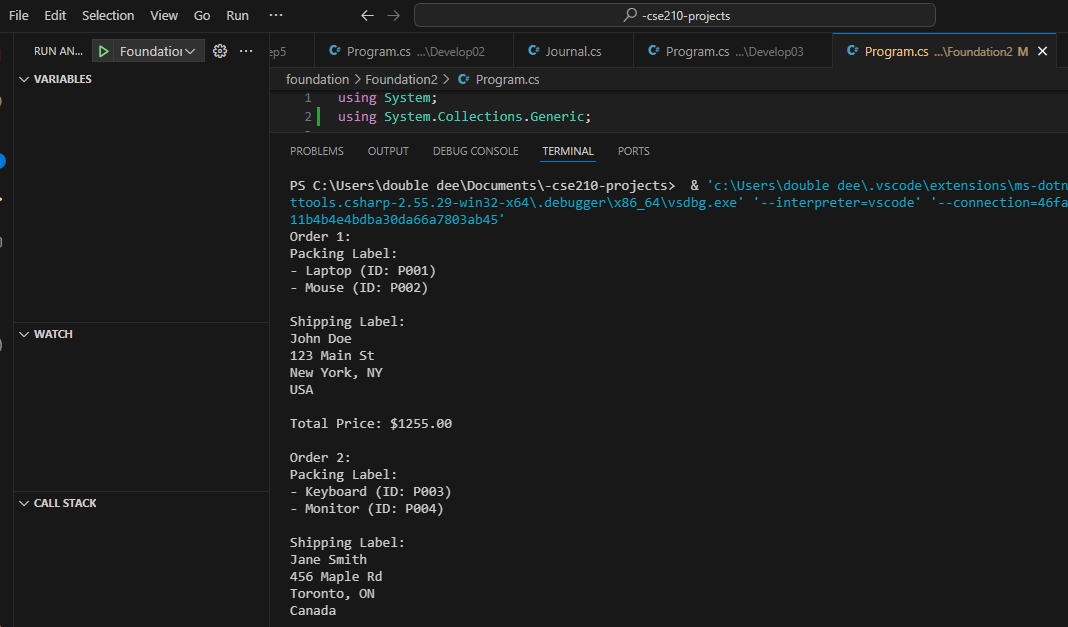 File Edit Selection View Go Run ···
-cse210-projects
RUN AN... Foundation ···
ep5 Program.cs ...\Develop02 Journal.cs Program.cs ...\Develop03 Program.cs ...\Foundation2 M
VARIABLES
foundation > Foundation2 > Program.cs
1 using System;
2 using System.Collections.Generic;
PROBLEMS OUTPUT DEBUG CONSOLE TERMINAL PORTS
PS C:\Users\double dee\Documents\-cse210-projects> & 'c:\Users\double dee\.vscode\extensions\ms-dotn
ttools.csharp-2.55.29-win32-x64\.debugger\x86_64\vsdbg.exe' '--interpreter=vscode' '--connection=46fa
11b4b4e4bdba30da66a7803ab45'
Order 1:
Packing Label:
- Laptop (ID: P001)
- Mouse (ID: P002)
Shipping Label:
WATCH
John Doe
123 Main St
New York, NY
USA
Total Price: $1255.00
Order 2:
Packing Label:
- Keyboard (ID: P003)
CALL STACK
- Monitor (ID: P004)
Shipping Label:
Jane Smith
456 Maple Rd
Toronto, ON
Canada